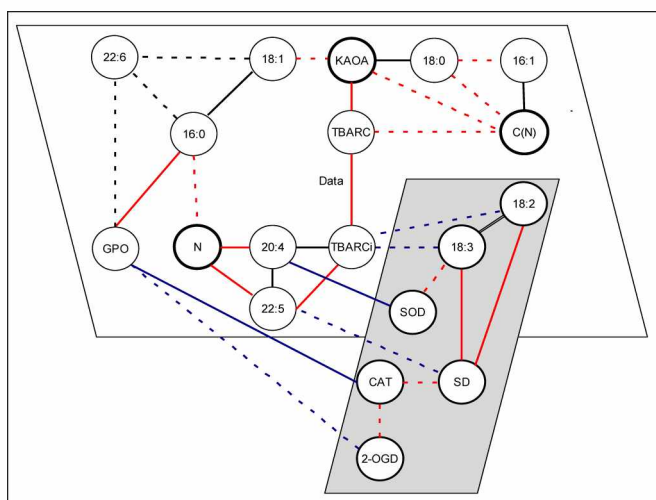 22:6
18:1
KAOA
18:0
16:1
16:0
TBARC
C(N)
Data
18:2
GPO
N
20:4
TBARCi
18:3
22:5
SOD
CAT
SD
2-OGD